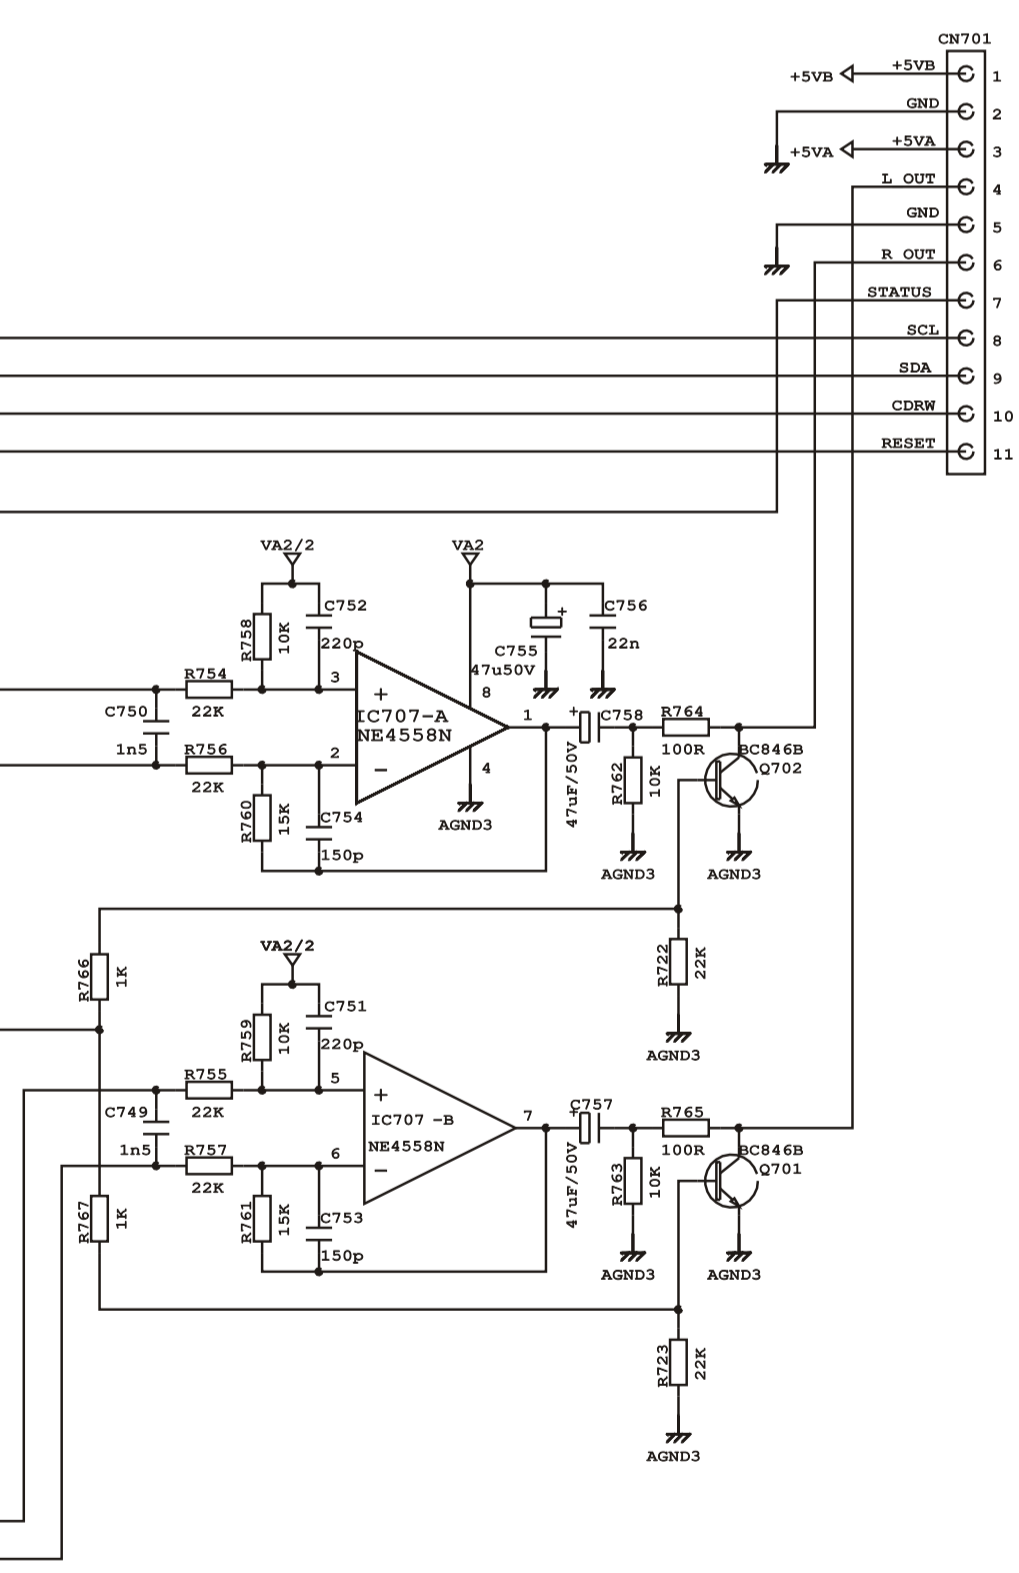 CN701
+5VB
+5VB
1
GND
2
+5VA
+5VA
3
L OUT
4
GND
5
R OUT
6
STATUS
7
SCL
8
SDA
9
CDRW
10
RESET
11
VA2/2
VA2
R758
10K
C752
220p
C755
47u50V
+
C756
22n
R754
22K
C750
1n5
R756
22K
3
+
IC707-A
NE4558N
2
−
8
4
AGND3
1
R760
15K
C754
150p
+
C758
47uF/50V
R764
100R
R762
10K
AGND3
BC846B
Q702
AGND3
R766
1K
R722
22K
AGND3
VA2/2
R759
10K
C751
220p
R755
22K
C749
1n5
R757
22K
5
+
IC707 -B
NE4558N
6
−
7
R767
1K
R761
15K
C753
150p
C757
+
47uF/50V
R765
100R
R763
10K
AGND3
BC846B
Q701
AGND3
R723
22K
AGND3